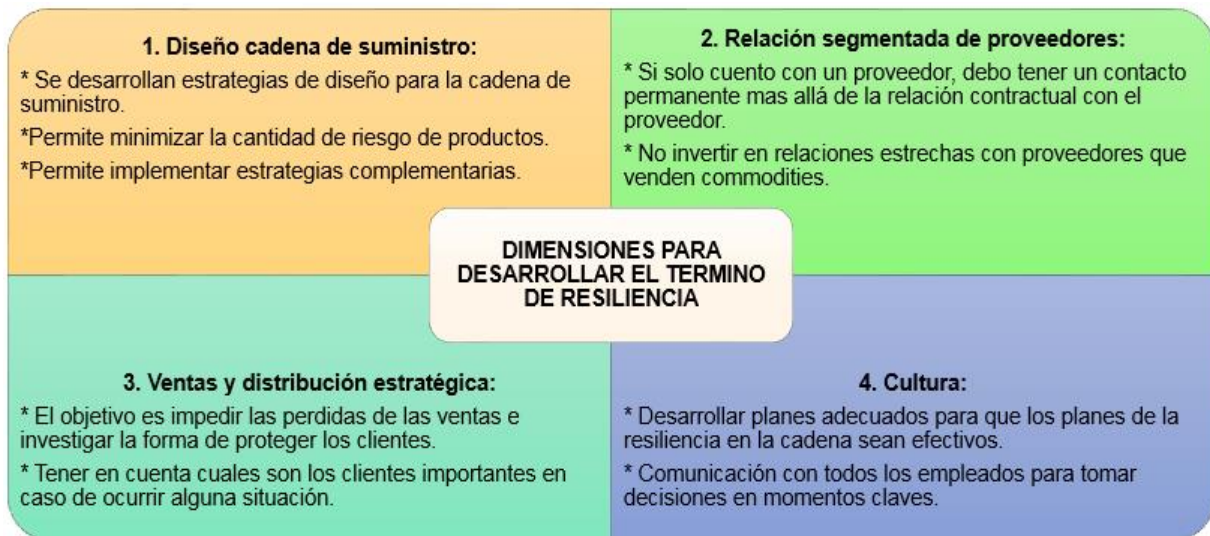 1. Diseño cadena de suministro:
* Se desarrollan estrategias de diseño para la cadena de
suministro.
*Permite minimizar la cantidad de riesgo de productos.
*Permite implementar estrategias complementarias.
2. Relación segmentada de proveedores:
* Si solo cuento con un proveedor, debo tener un contacto
permanente mas allá de la relación contractual con el
proveedor.
* No invertir en relaciones estrechas con proveedores que
venden commodities.
DIMENSIONES PARA
DESARROLLAR EL TERMINO
DE RESILIENCIA
3. Ventas y distribución estratégica:
* El objetivo es impedir las perdidas de las ventas e
investigar la forma de proteger los clientes.
* Tener en cuenta cuales son los clientes importantes en
caso de ocurrir alguna situación.
4. Cultura:
* Desarrollar planes adecuados para que los planes de la
resiliencia en la cadena sean efectivos.
* Comunicación con todos los empleados para tomar
decisiones en momentos claves.